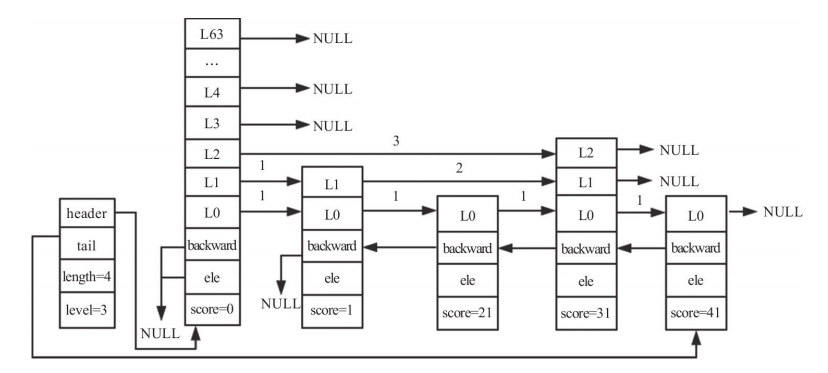 L63
NULL
…
L4
NULL
L3
NULL
L2
3
L2
NULL
L1
1
L1
2
L1
NULL
header
L0
1
L0
1
L0
1
L0
1
L0
NULL
tail
backward
backward
backward
backward
backward
length=4
ele
ele
ele
ele
ele
level=3
score=0
NULL
score=1
score=21
score=31
score=41
NULL